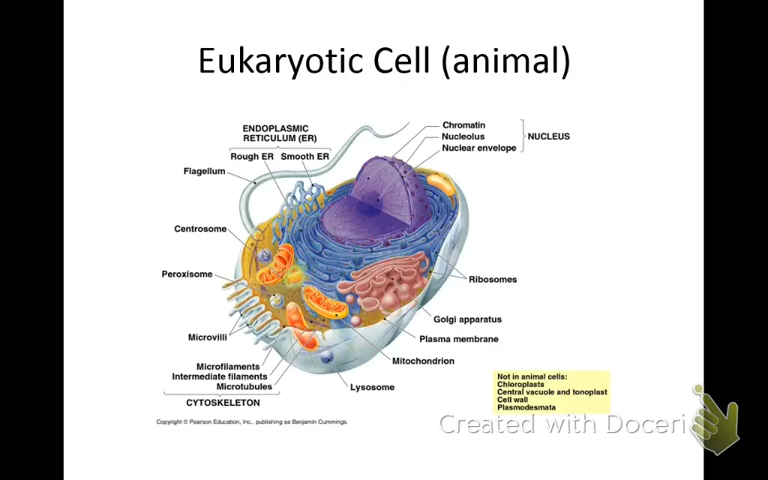 Eukaryotic Cell (animal)
ENDOPLASMIC
RETICULUM (ER)
Rough ER Smooth ER
Flagellum
Centrosome
Peroxisome
Microvilli
Microfilaments
Intermediate filaments
Microtubules
CYTOSKELETON
Chromatin
Nucleolus
Nuclear envelope
NUCLEUS
Ribosomes
Golgi apparatus
Plasma membrane
Mitochondrion
Lysosome
Not in animal cells:
Chloroplasts
Central vacuole and tonoplast
Cell wall
Plasmodesmata
Copyright © Pearson Education, Inc., publishing as Benjamin Cummings.
Created with Doceri